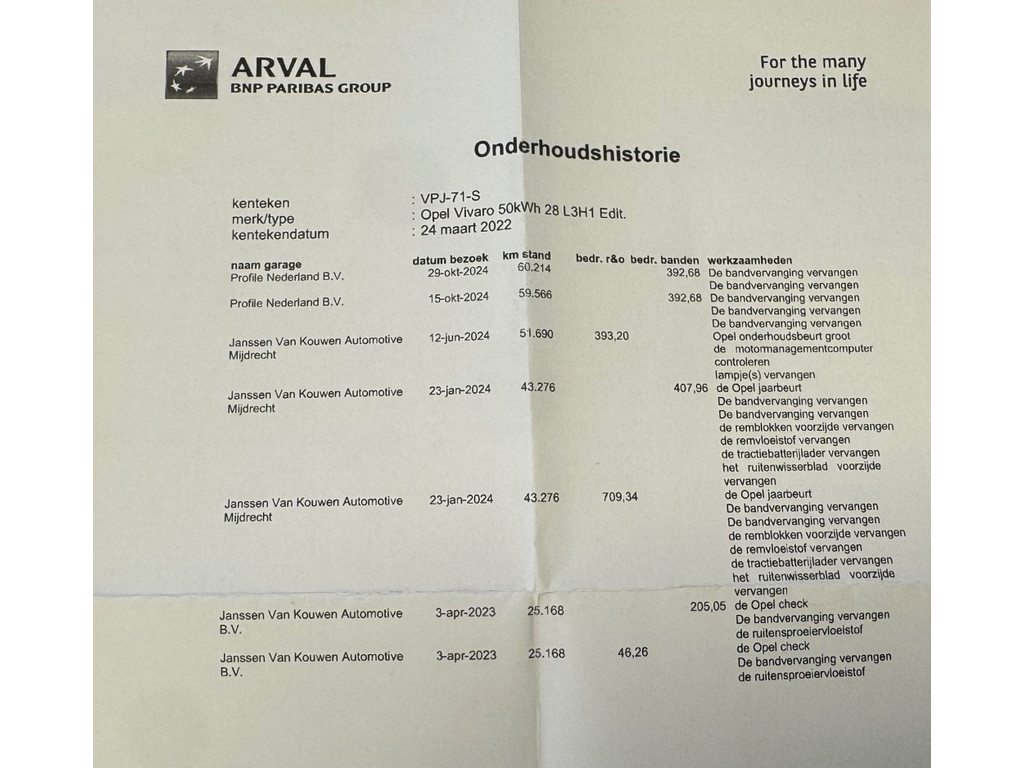 ARVAL
BNP PARIBAS GROUP
For the many
journeys in life
Onderhoudshistorie
kenteken : VPJ-71-S
merk/type : Opel Vivaro 50kWh 28 L3H1 Edit.
kentekendatum : 24 maart 2022
naam garage datum bezoek km stand bedr. r&o bedr. banden werkzaamheden
Profile Nederland B.V. 29-okt-2024 60.214 392,68 De bandvervanging vervangen
De bandvervanging vervangen
Profile Nederland B.V. 15-okt-2024 59.566 392,68 De bandvervanging vervangen
De bandvervanging vervangen
De bandvervanging vervangen
Janssen Van Kouwen Automotive 12-jun-2024 51.690 393,20 Opel onderhoudsbeurt groot
Mijdrecht de motormanagementcomputer
controleren
lampje(s) vervangen
Janssen Van Kouwen Automotive 23-jan-2024 43.276 407,96 de Opel jaarbeurt
Mijdrecht De bandvervanging vervangen
De bandvervanging vervangen
de remblokken voorzijde vervangen
de remvloeistof vervangen
de tractiebatterijlader vervangen
het ruitenwisserblad voorzijde
vervangen
Janssen Van Kouwen Automotive 23-jan-2024 43.276 709,34 de Opel jaarbeurt
Mijdrecht De bandvervanging vervangen
De bandvervanging vervangen
de remblokken voorzijde vervangen
de remvloeistof vervangen
de tractiebatterijlader vervangen
het ruitenwisserblad voorzijde
vervangen
Janssen Van Kouwen Automotive 3-apr-2023 25.168 205,05 de Opel check
B.V. De bandvervanging vervangen
de ruitensproeiervloeistof
Janssen Van Kouwen Automotive 3-apr-2023 25.168 46,26 de Opel check
B.V. De bandvervanging vervangen
de ruitensproeiervloeistof